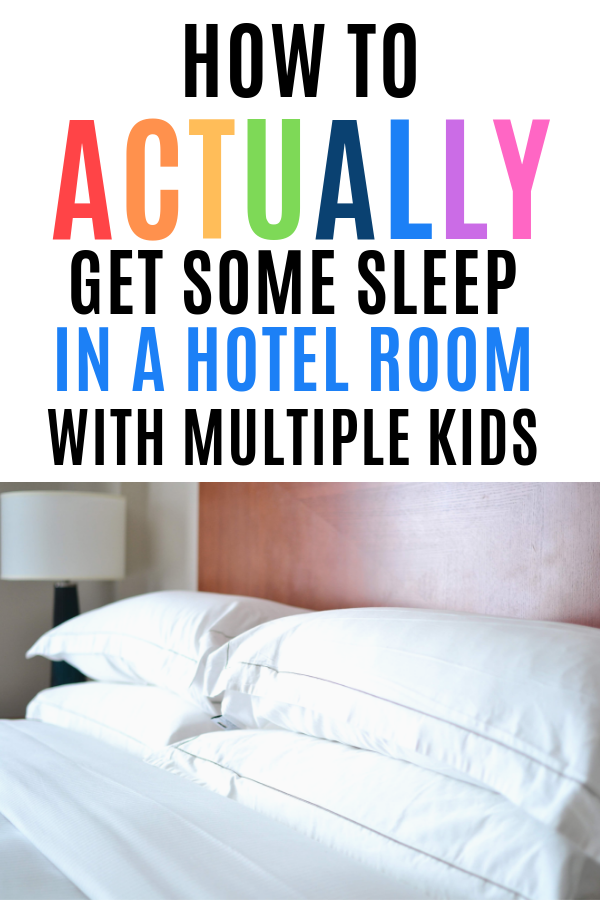 HOW TO
ACTUALLY
GET SOME SLEEP
IN A HOTEL ROOM
WITH MULTIPLE KIDS